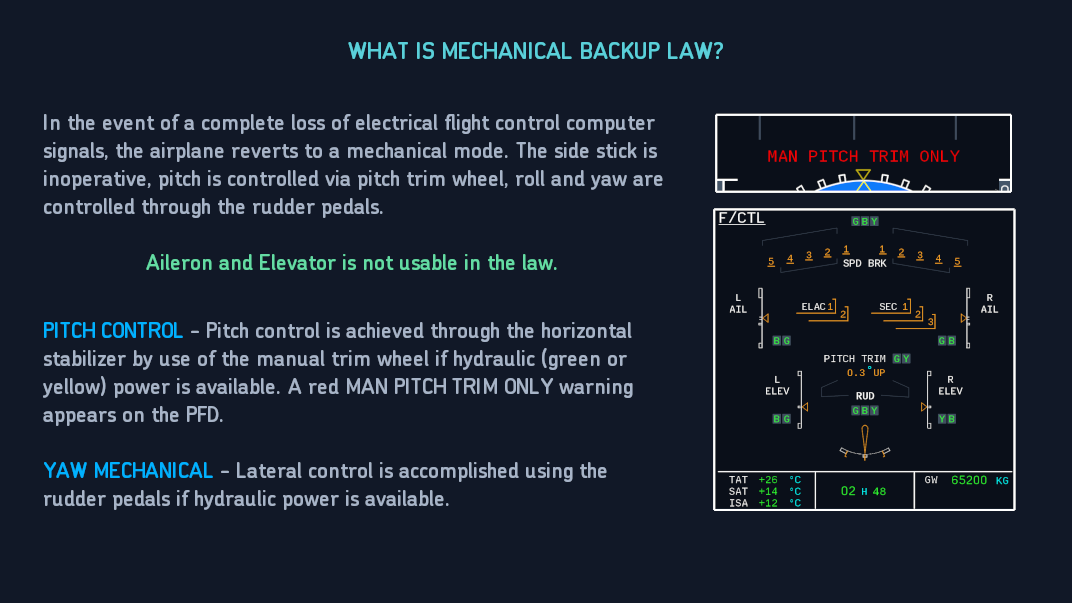 WHAT IS MECHANICAL BACKUP LAW?
In the event of a complete loss of electrical flight control computer
signals, the airplane reverts to a mechanical mode. The side stick is
inoperative, pitch is controlled via pitch trim wheel, roll and yaw are
controlled through the rudder pedals.
Aileron and Elevator is not usable in the law.
PITCH CONTROL - Pitch control is achieved through the horizontal
stabilizer by use of the manual trim wheel if hydraulic (green or
yellow) power is available. A red MAN PITCH TRIM ONLY warning
appears on the PFD.
YAW MECHANICAL - Lateral control is accomplished using the
rudder pedals if hydraulic power is available.
MAN PITCH TRIM ONLY
F/CTL
G B Y
5 4 3 2 1 1 2 3 4 5
SPD BRK
L
AIL
ELAC 1
2
SEC 1
2
3
R
AIL
B G
G B
PITCH TRIM G Y
0.3° UP
L
ELEV
RUD
G B Y
R
ELEV
B G
Y B
TAT +26 °C
SAT +14 °C
ISA +12 °C
02 H 48
GW 65200 KG